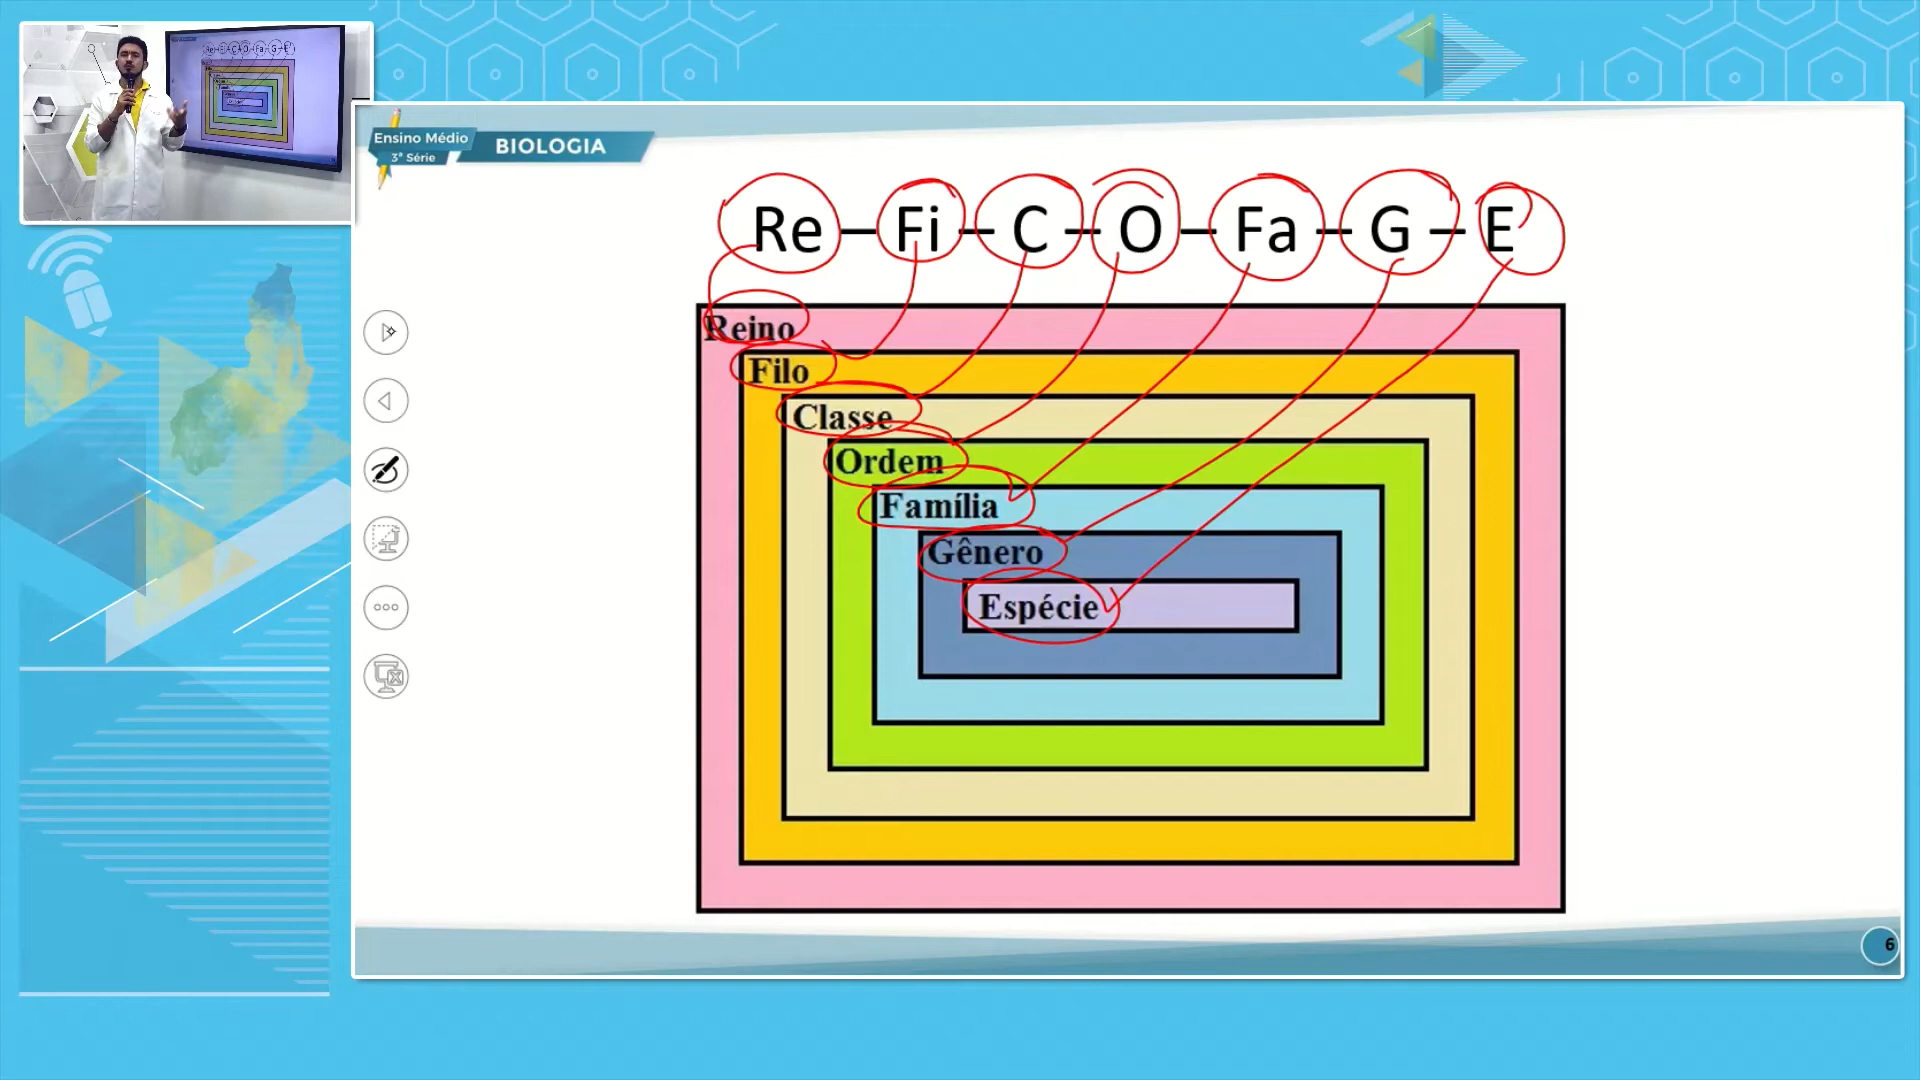 Ensino Médio
3ª Série
BIOLOGIA
Re – Fi – C – O – Fa – G – E
Reino
Filo
Classe
Ordem
Família
Gênero
Espécie
6